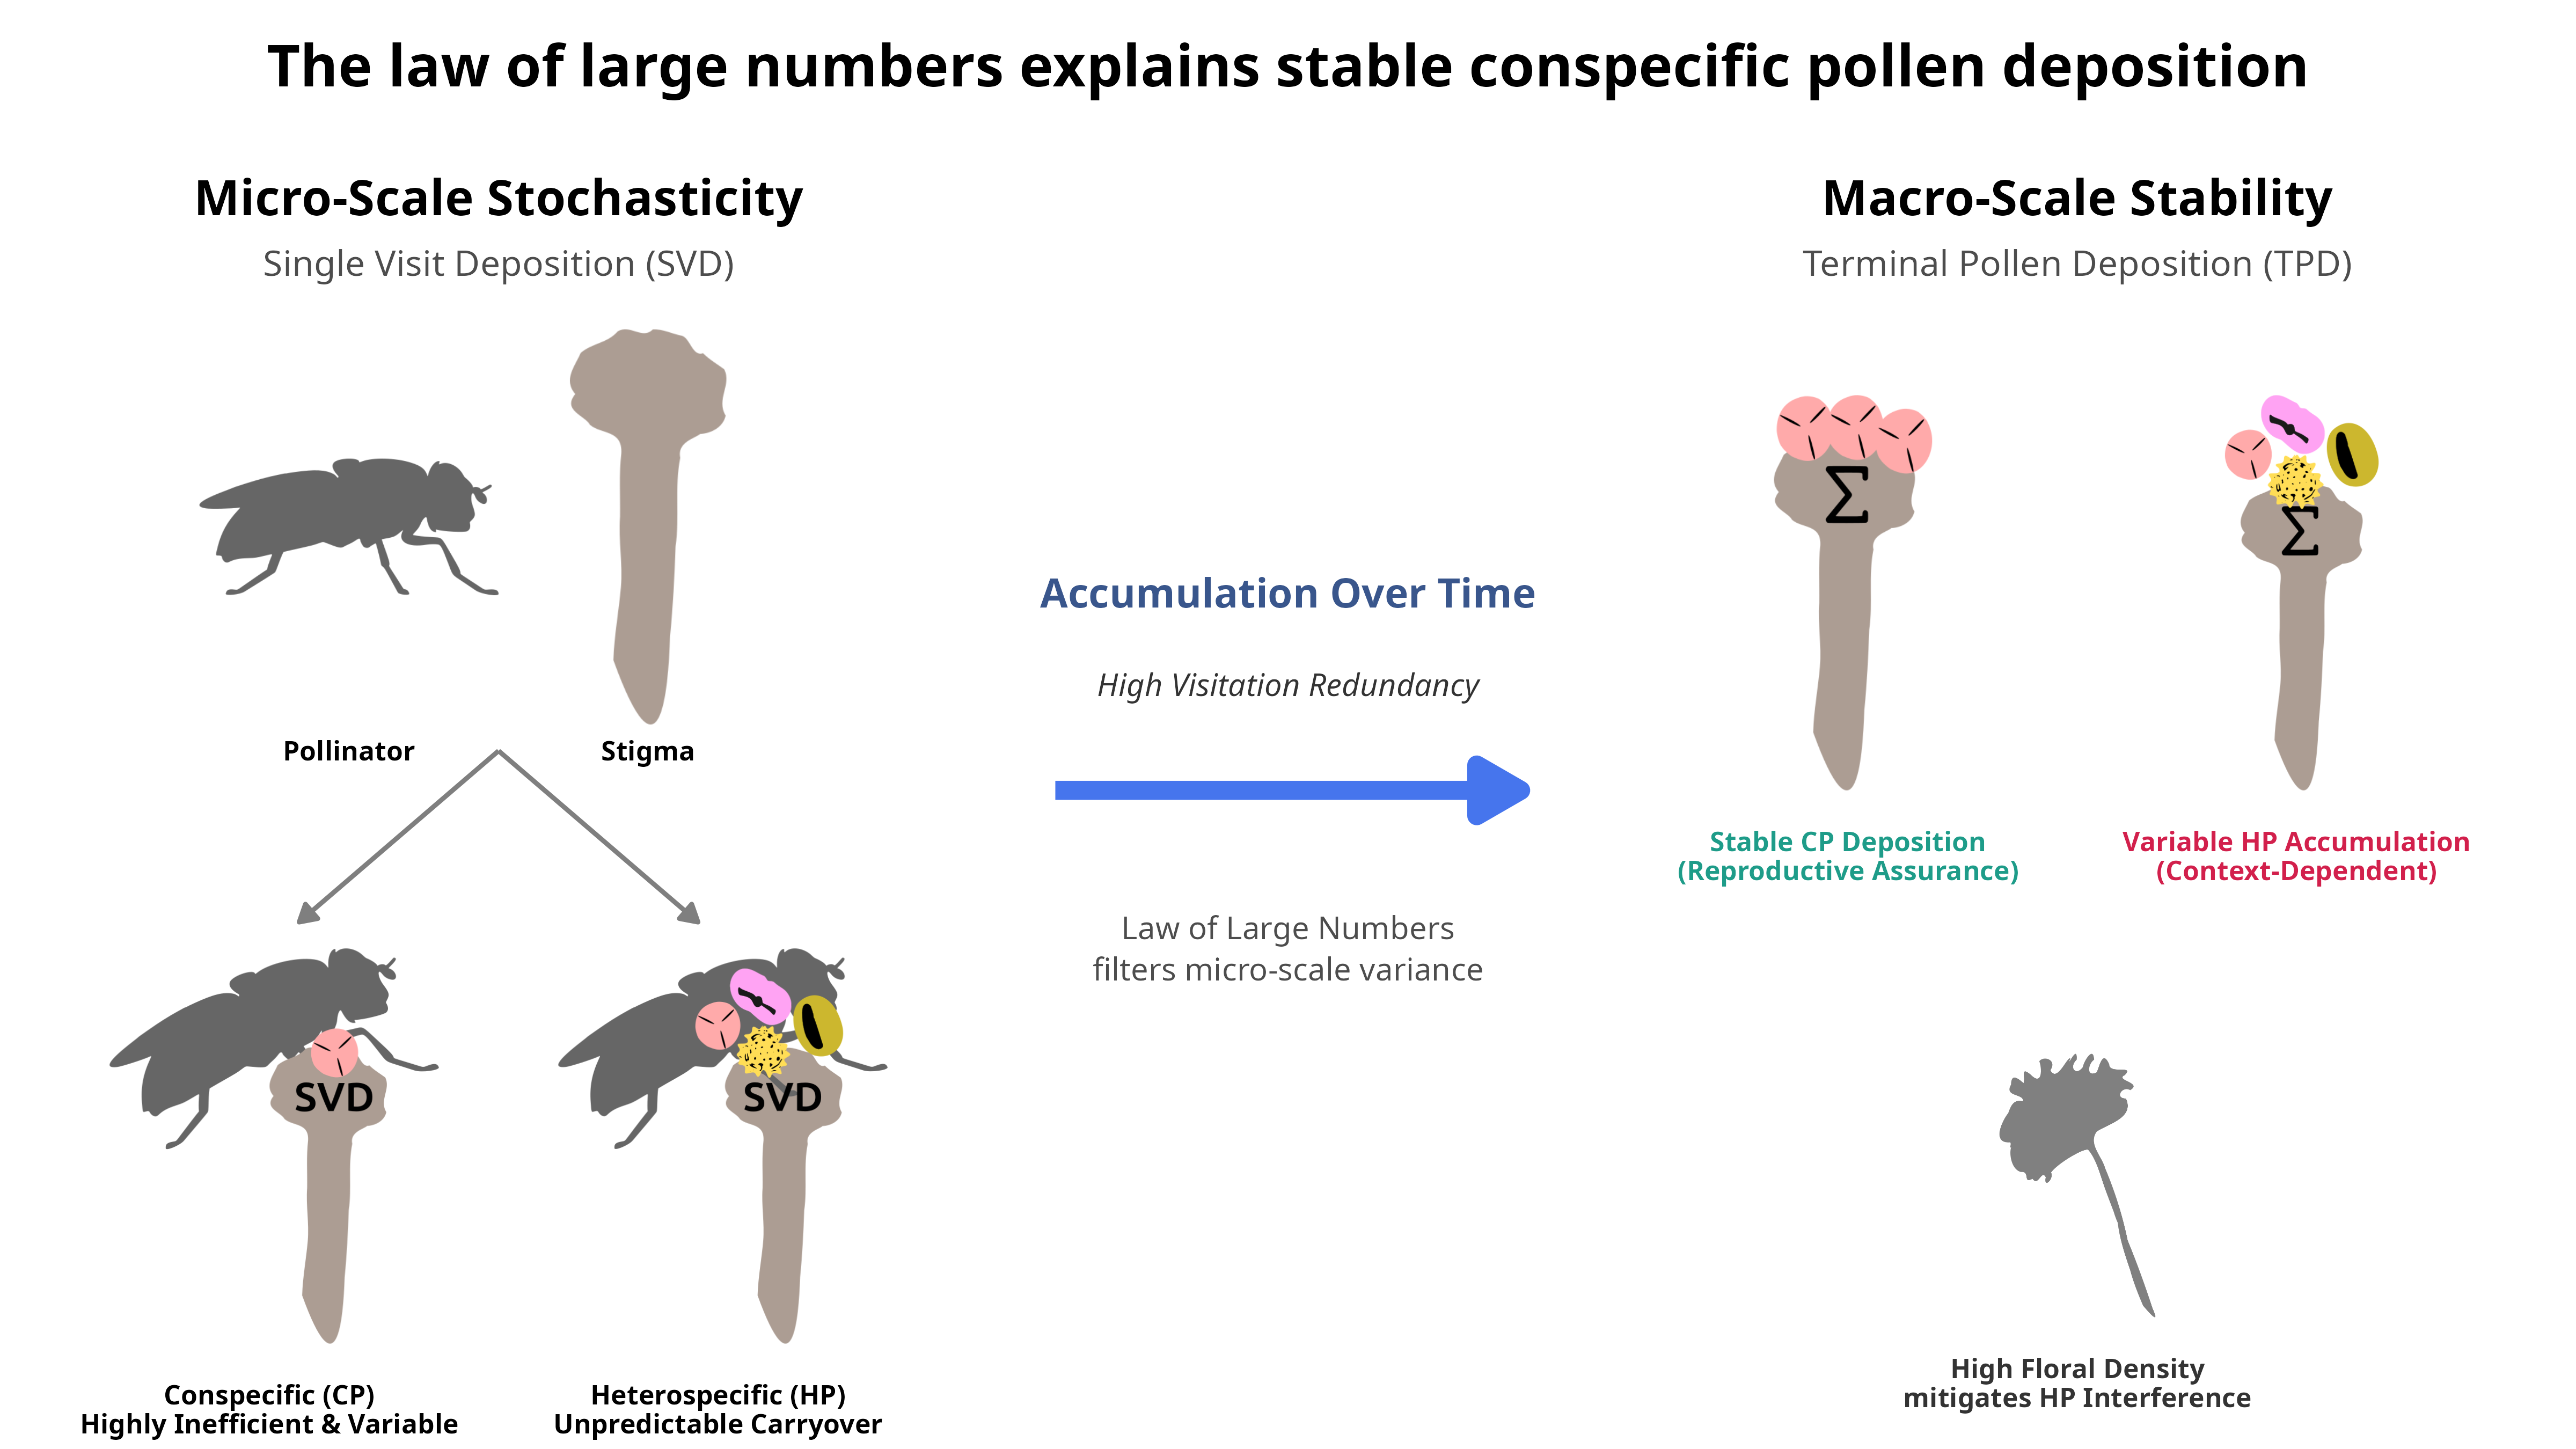 The law of large numbers explains stable conspecific pollen deposition
Micro-Scale Stochasticity
Single Visit Deposition (SVD)
Pollinator
Stigma
SVD
SVD
Conspecific (CP)
Highly Inefficient & Variable
Heterospecific (HP)
Unpredictable Carryover
Accumulation Over Time
High Visitation Redundancy
Law of Large Numbers
filters micro-scale variance
Macro-Scale Stability
Terminal Pollen Deposition (TPD)
Σ
Σ
Stable CP Deposition
(Reproductive Assurance)
Variable HP Accumulation
(Context-Dependent)
High Floral Density
mitigates HP Interference